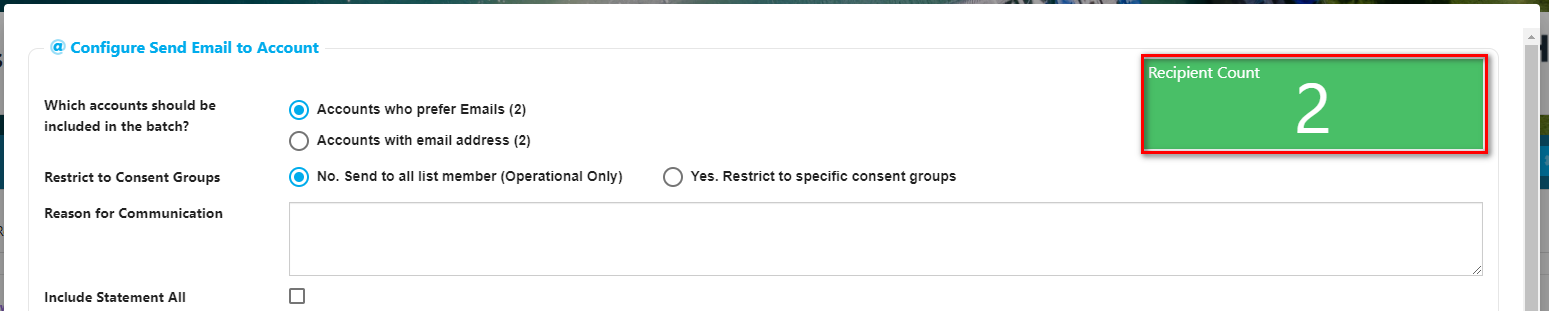 @ Configure Send Email to Account
Recipient Count
2
Which accounts should be
included in the batch?
Accounts who prefer Emails (2)
Accounts with email address (2)
Restrict to Consent Groups
No. Send to all list member (Operational Only)
Yes. Restrict to specific consent groups
Reason for Communication
Include Statement All